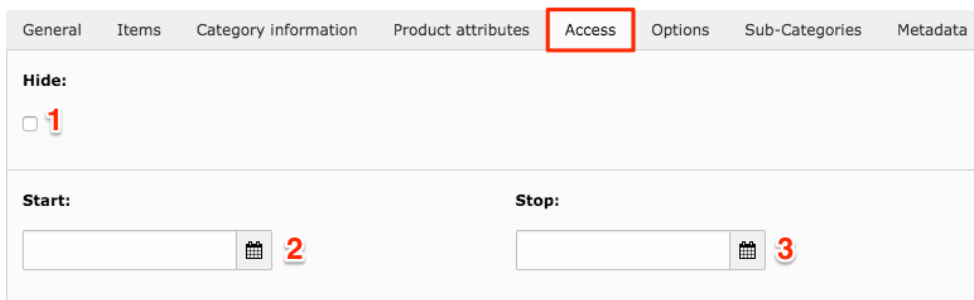 General Items Category information Product attributes Access Options Sub-Categories Metadata
Hide:
1
Start: Stop:
2 3